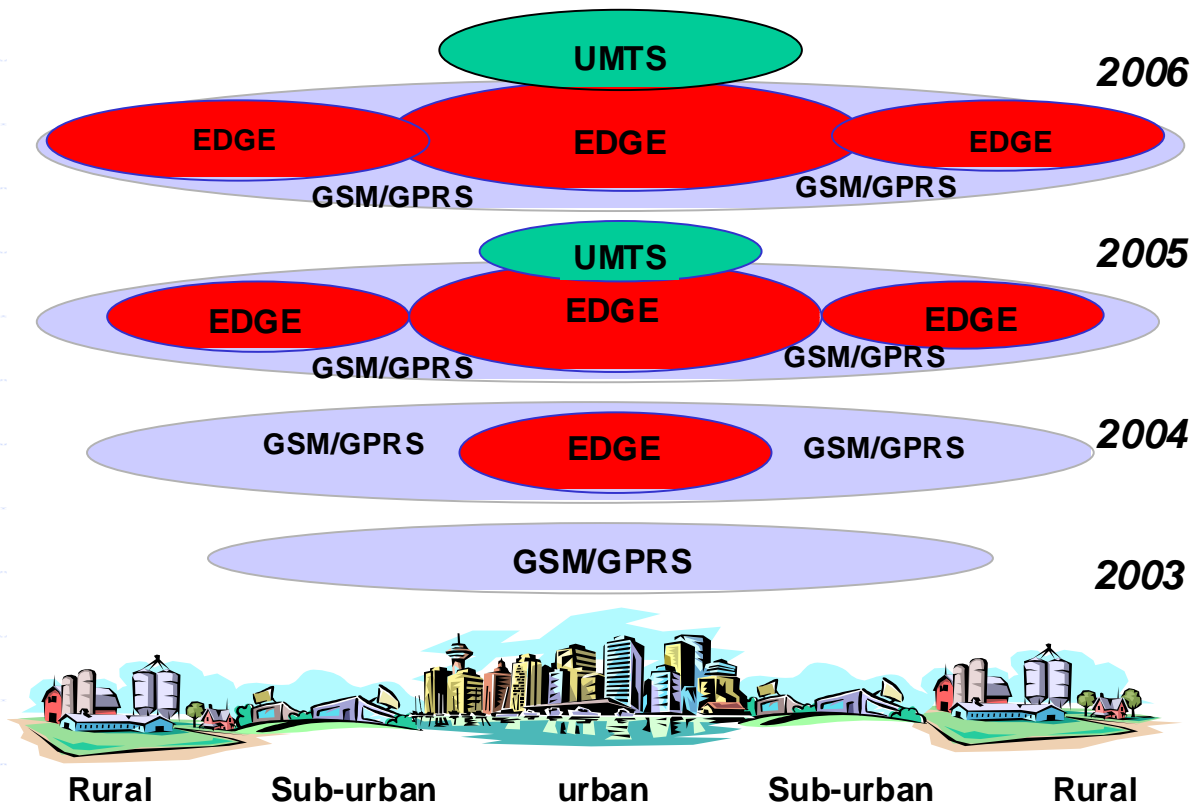 UMTS
2006
EDGE
EDGE
EDGE
GSM/GPRS
GSM/GPRS
UMTS
2005
EDGE
EDGE
EDGE
GSM/GPRS
GSM/GPRS
GSM/GPRS
EDGE
GSM/GPRS
2004
GSM/GPRS
2003
Rural
Sub-urban
urban
Sub-urban
Rural